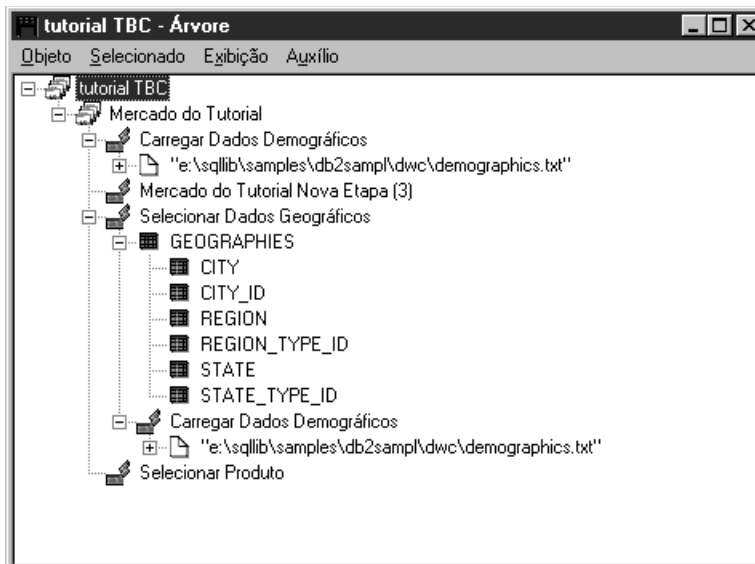 tutorial TBC - Árvore
Objeto Selecionado Exibição Auxílio
tutorial TBC
Mercado do Tutorial
Carregar Dados Demográficos
"e:\sqllib\samples\db2sampl\dwc\demographics.txt"
Mercado do Tutorial Nova Etapa (3)
Selecionar Dados Geográficos
GEOGRAPHIES
CITY
CITY_ID
REGION
REGION_TYPE_ID
STATE
STATE_TYPE_ID
Carregar Dados Demográficos
"e:\sqllib\samples\db2sampl\dwc\demographics.txt"
Selecionar Produto